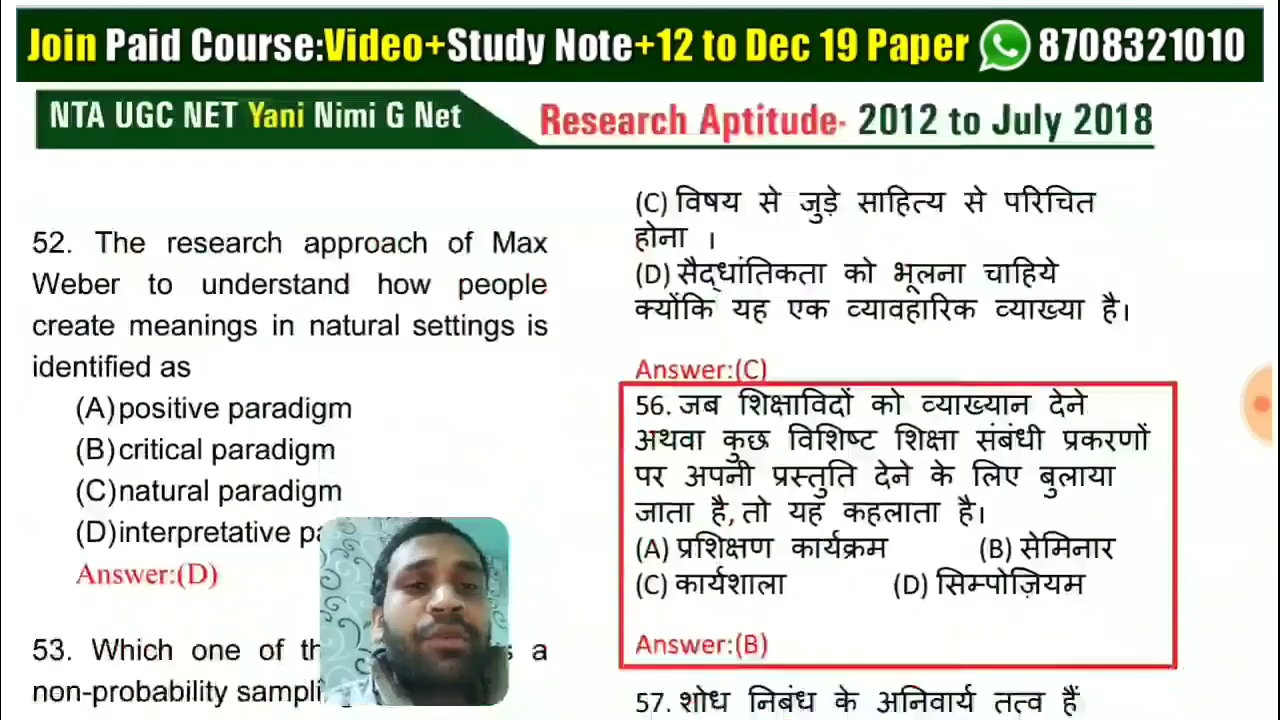 Join Paid Course:Video+Study Note+12 to Dec 19 Paper 8708321010
NTA UGC NET Yani Nimi G Net
Research Aptitude- 2012 to July 2018
52. The research approach of Max
Weber to understand how people
create meanings in natural settings is
identified as
(A)positive paradigm
(B)critical paradigm
(C)natural paradigm
(D)interpretative
Answer:(D)
53. Which one of a
non-probability
(C) विषय से जुड़े साहित्य से परिचित
होना ।
(D) सैद्धांतिकता को भूलना चाहिये
क्योंकि यह एक व्यावहारिक व्याख्या है।
Answer:(C)
56. जब शिक्षाविदों को व्याख्यान देने
अथवा कुछ विशिष्ट शिक्षा संबंधी प्रकरणों
पर अपनी प्रस्तुति देने के लिए बुलाया
जाता है, तो यह कहलाता है।
(A) प्रशिक्षण कार्यक्रम (B) सेमिनार
(C) कार्यशाला (D) सिम्पोज़ियम
Answer:(B)
57. शोध निबंध के अनिवार्य तत्व हैं